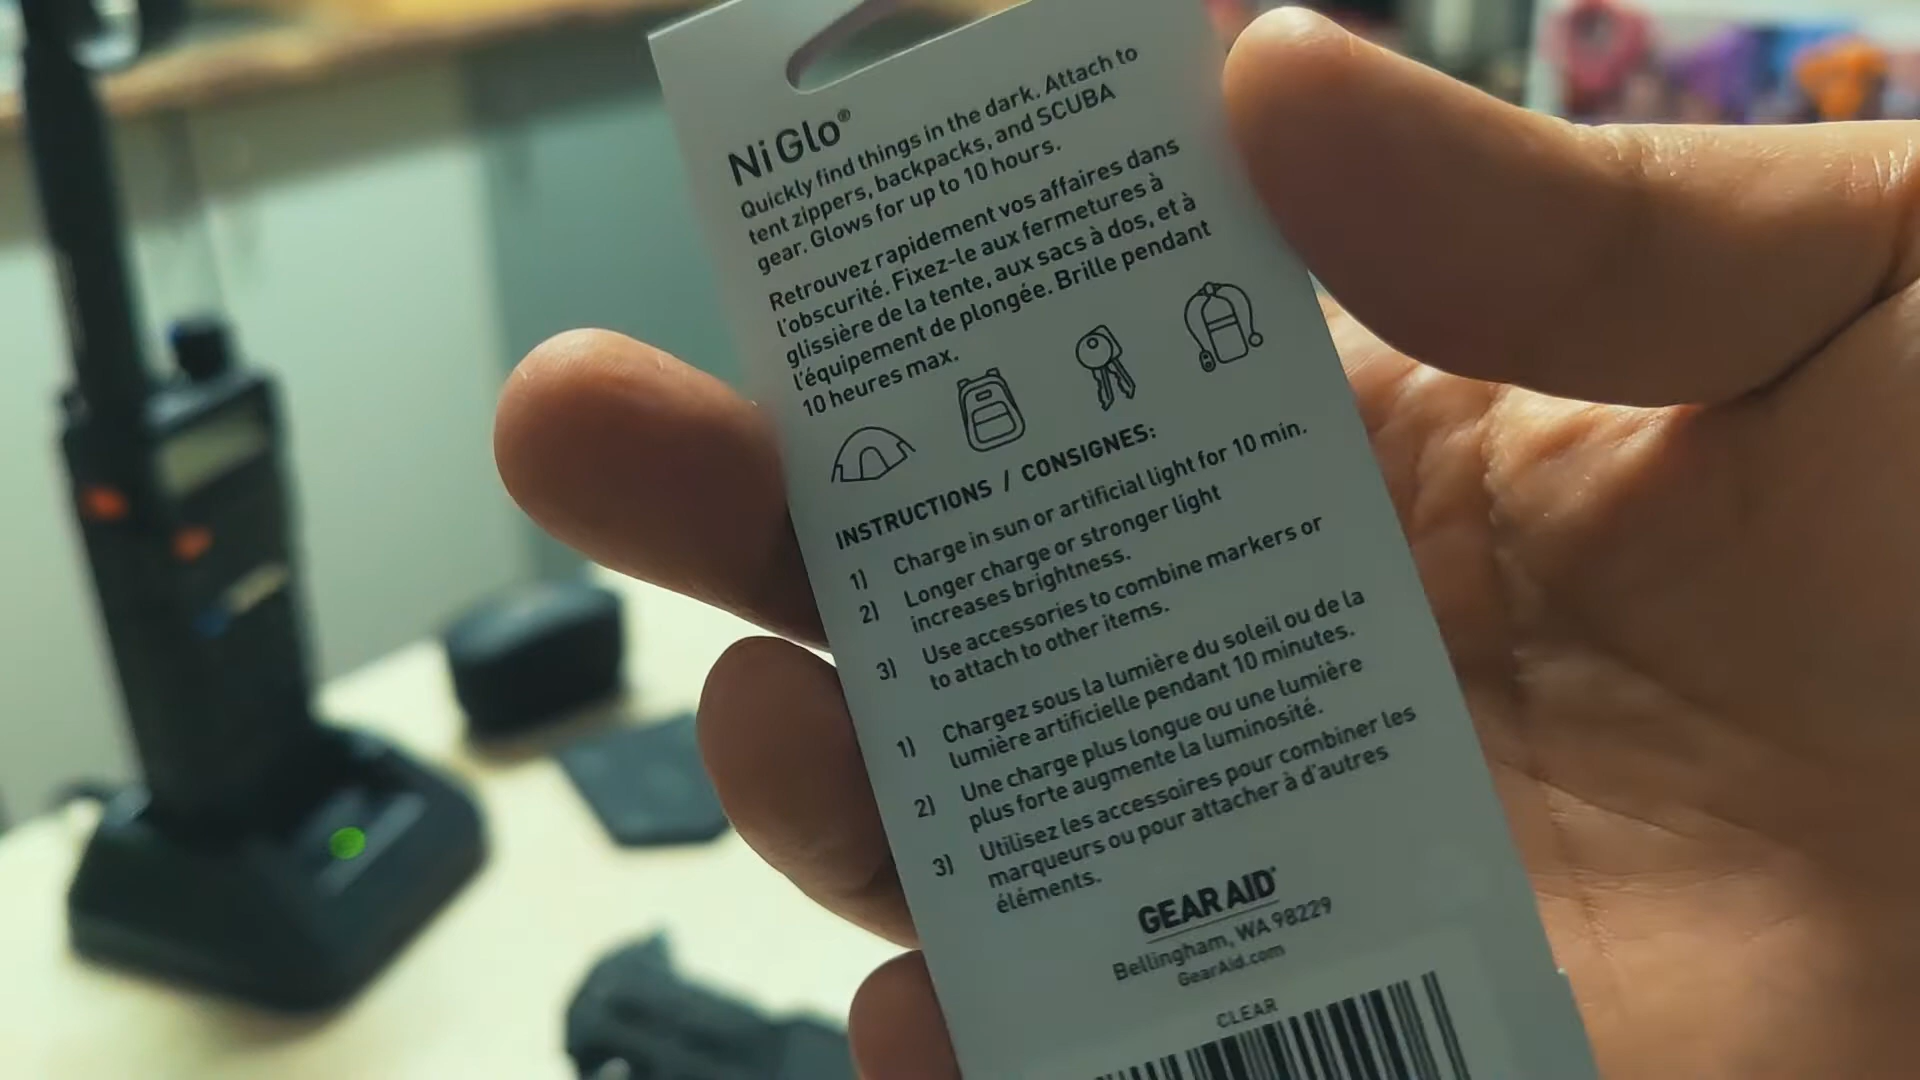 Ni Glo®
Quickly find things in the dark. Attach to
tent zippers, backpacks, and SCUBA
gear. Glows for up to 10 hours.
Retrouvez rapidement vos affaires dans
l'obscurité. Fixez-le aux fermetures à
glissière de la tente, aux sacs à dos, et à
l'équipement de plongée. Brille pendant
10 heures max.
INSTRUCTIONS / CONSIGNES:
1) Charge in sun or artificial light for 10 min.
2) Longer charge or stronger light
increases brightness.
3) Use accessories to combine markers or
to attach to other items.
1) Chargez sous la lumière du soleil ou de la
lumière artificielle pendant 10 minutes.
2) Une charge plus longue ou une lumière
plus forte augmente la luminosité.
3) Utilisez les accessoires pour combiner les
marqueurs ou pour attacher à d'autres
éléments.
GEAR AID
Bellingham, WA 98229
GearAid.com
CLEAR